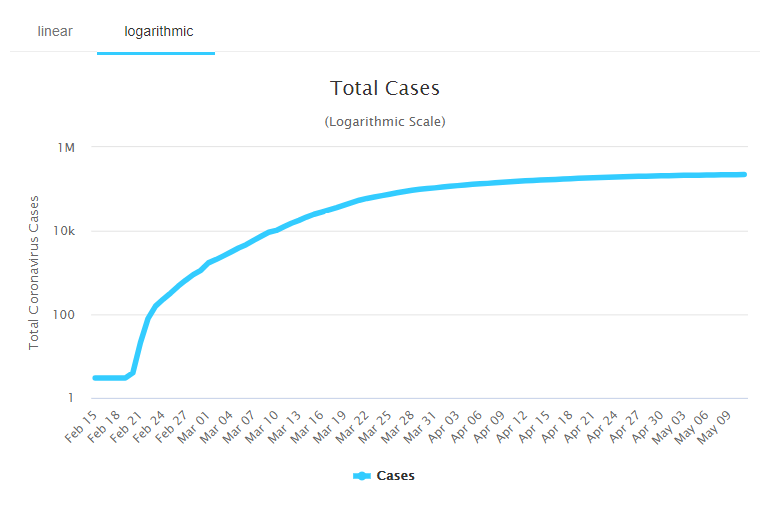 linear logarithmic
Total Cases
(Logarithmic Scale)
Total Coronavirus Cases
1M
10k
100
1
Feb 15 Feb 18 Feb 21 Feb 24 Feb 27 Mar 01 Mar 04 Mar 07 Mar 10 Mar 13 Mar 16 Mar 19 Mar 22 Mar 25 Mar 28 Mar 31 Apr 03 Apr 06 Apr 09 Apr 12 Apr 15 Apr 18 Apr 21 Apr 24 Apr 27 Apr 30 May 03 May 06 May 09
Cases